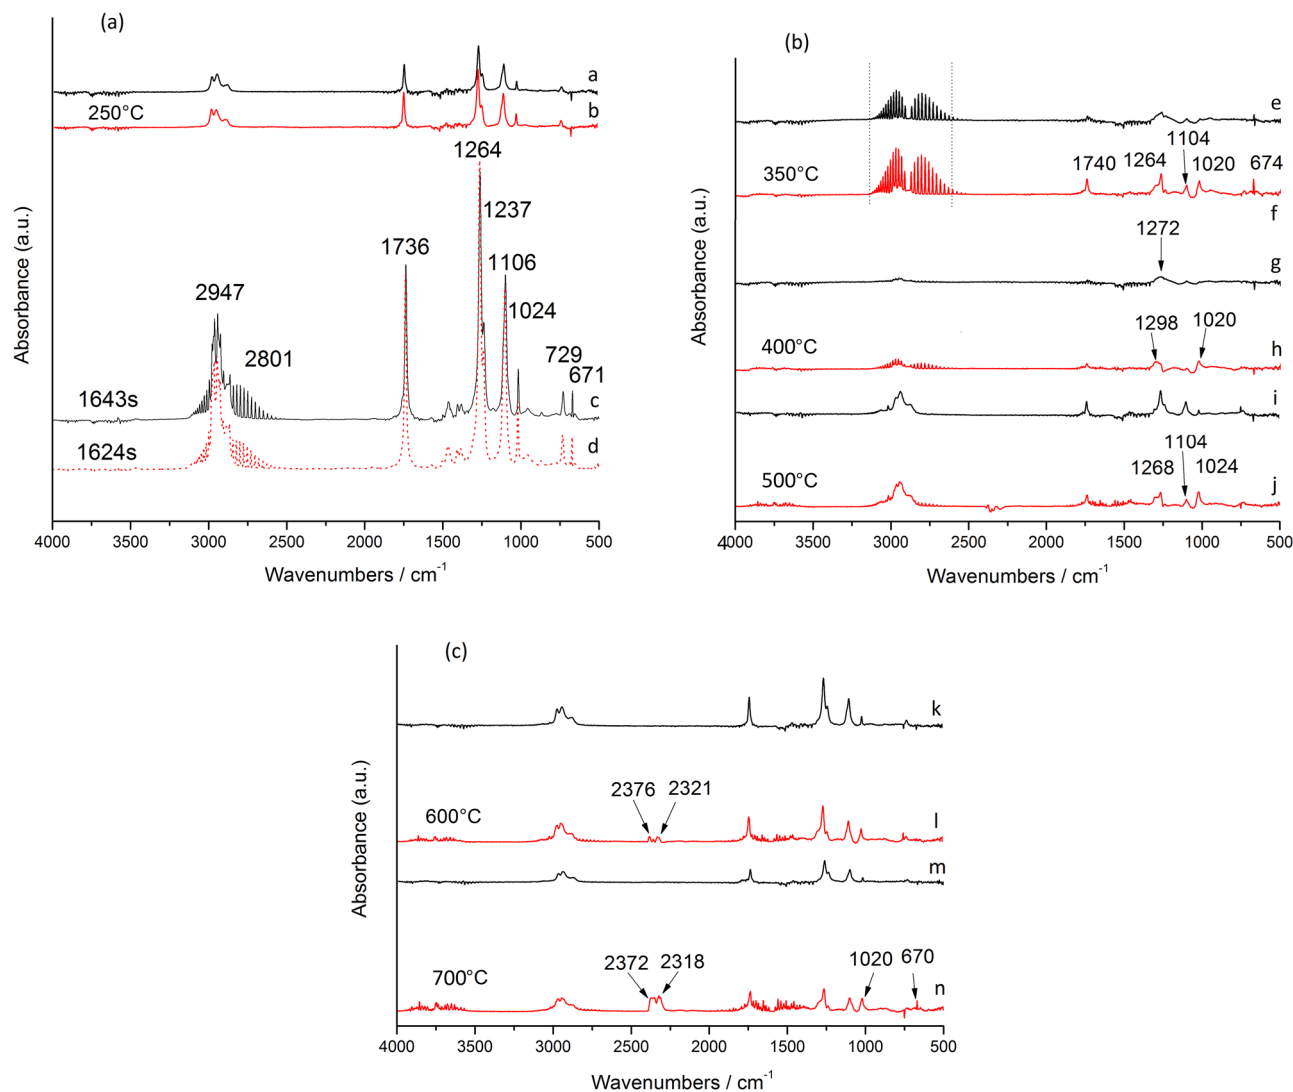 (a)
a
250°C
b
1264
1237
1736
1106
2947
1024
2801
729
671
1643s
c
1624s
d
4000 3500 3000 2500 2000 1500 1000 500
Wavenumbers / cm⁻¹
Absorbance (a.u.)
(b)
e
1104
350°C
1740
1264
1020
674
f
1272
g
1298
1020
400°C
h
i
1104
1268
1024
500°C
j
4000 3500 3000 2500 2000 1500 1000 500
Wavenumbers / cm⁻¹
Absorbance (a.u.)
(c)
k
2376
2321
600°C
l
m
2372
2318
1020
670
700°C
n
4000 3500 3000 2500 2000 1500 1000 500
Wavenumbers / cm⁻¹
Absorbance (a.u.)